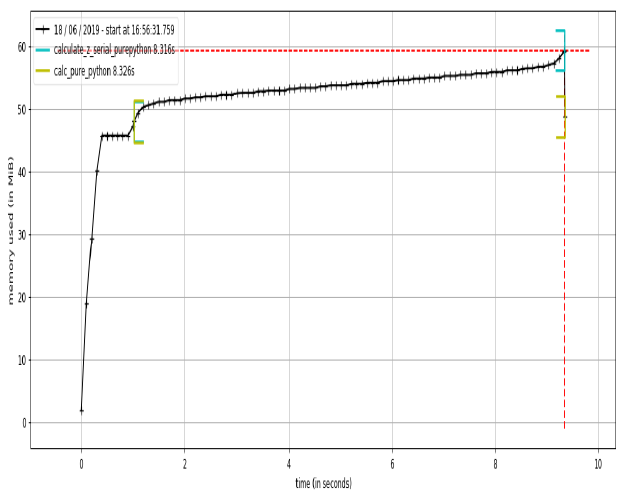 18 / 06 / 2019 - start at 16:56:31.759
calculate_z_serial_purepython 8.316s
calc_pure_python 8.326s
60
50
40
30
20
10
0
memory used (in MiB)
0 2 4 6 8 10
time (in seconds)